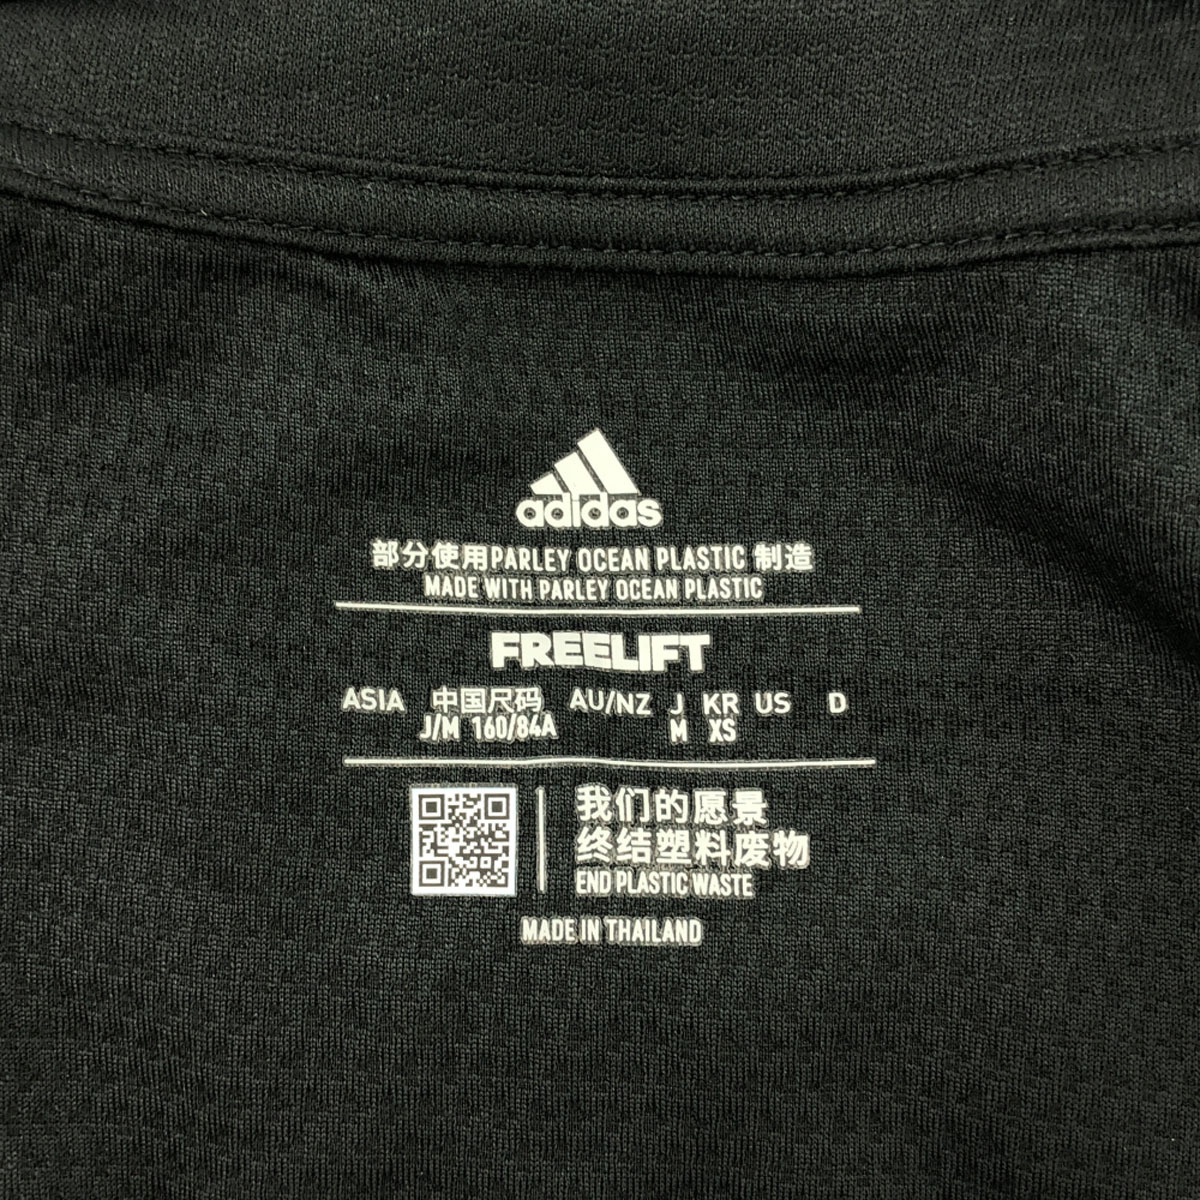 adidas
部分使用PARLEY OCEAN PLASTIC 制造
MADE WITH PARLEY OCEAN PLASTIC
FREELIFT
ASIA 中国尺码 AU/NZ J KR US D
J/M 160/84A M XS
我们的愿景
终结塑料废物
END PLASTIC WASTE
MADE IN THAILAND